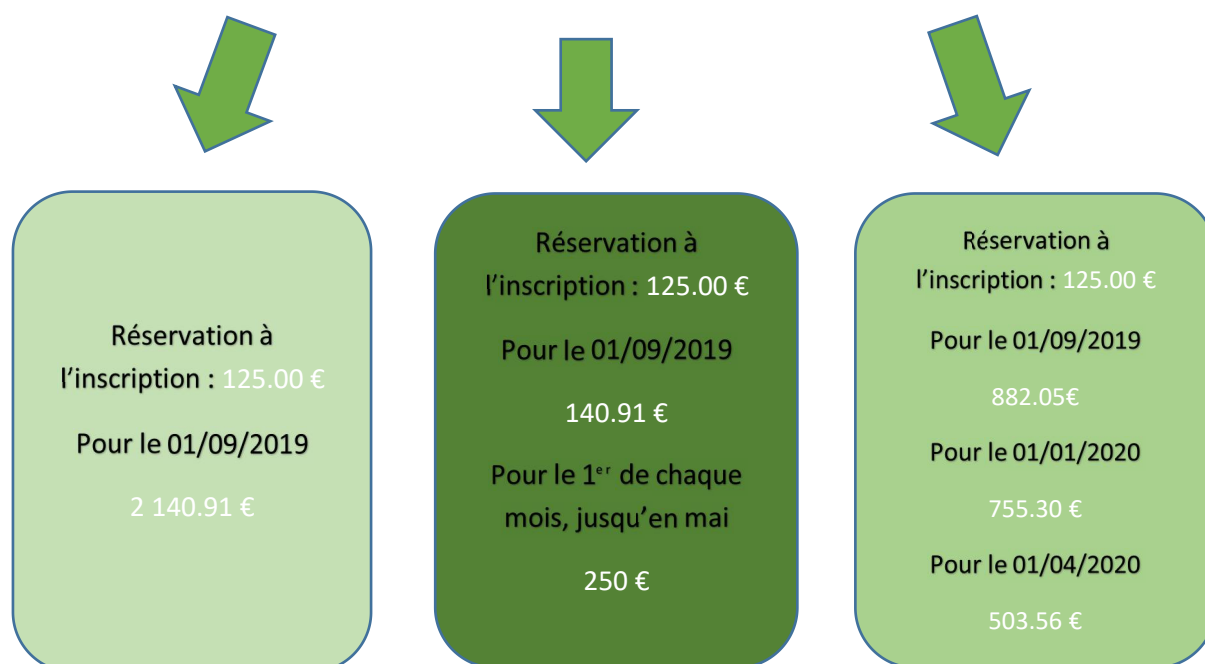 Réservation à
l'inscription : 125.00 €
Pour le 01/09/2019
2 140.91 €
Réservation à
l'inscription : 125.00 €
Pour le 01/09/2019
140.91 €
Pour le 1er de chaque
mois, jusqu'en mai
250 €
Réservation à
l'inscription : 125.00 €
Pour le 01/09/2019
882.05€
Pour le 01/01/2020
755.30 €
Pour le 01/04/2020
503.56 €